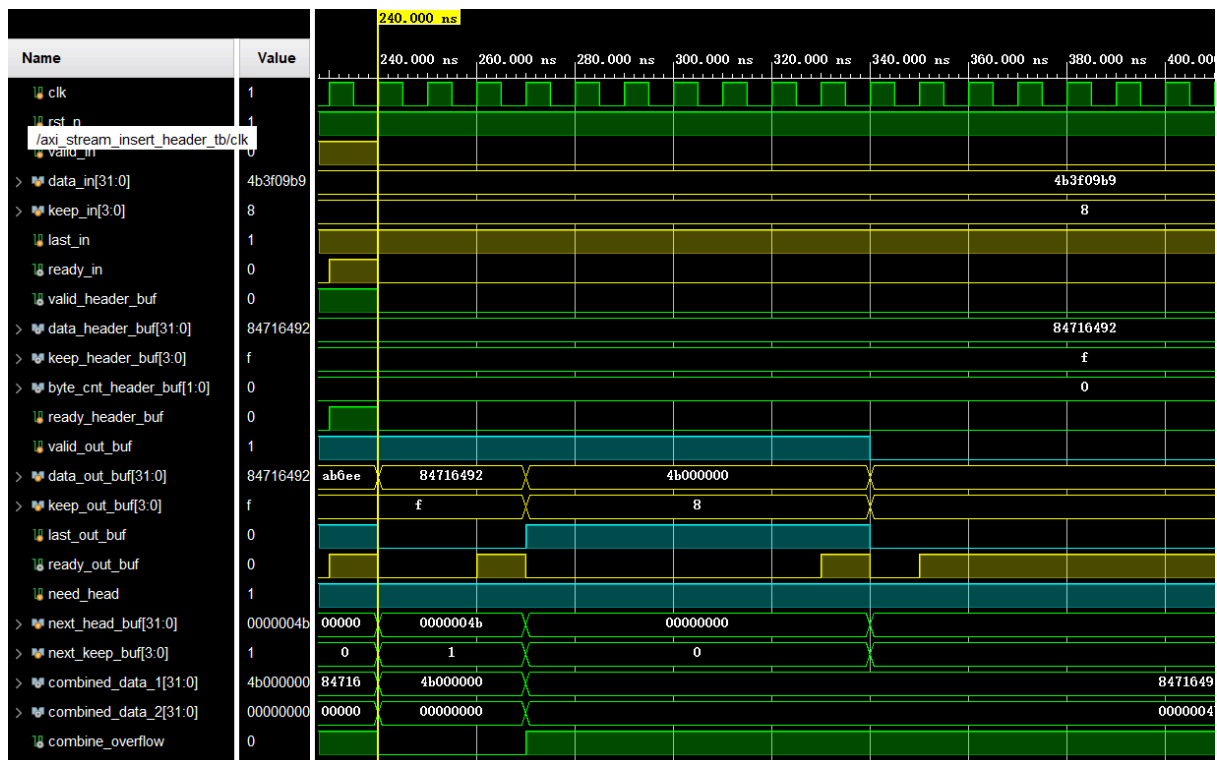 240.000 ns
Name Value 240.000 ns 260.000 ns 280.000 ns 300.000 ns 320.000 ns 340.000 ns 360.000 ns 380.000 ns 400.00
clk 1
rst_n 1
/axi_stream_insert_header_tb/clk
valid_in 0
data_in[31:0] 4b3f09b9 4b3f09b9
keep_in[3:0] 8 8
last_in 1
ready_in 0
valid_header_buf 0
data_header_buf[31:0] 84716492 84716492
keep_header_buf[3:0] f f
byte_cnt_header_buf[1:0] 0 0
ready_header_buf 0
valid_out_buf 1
data_out_buf[31:0] 84716492 ab6ee 84716492 4b000000
keep_out_buf[3:0] f f 8
last_out_buf 0
ready_out_buf 0
need_head 1
next_head_buf[31:0] 0000004b 00000 0000004b 00000000
next_keep_buf[3:0] 1 0 1 0
combined_data_1[31:0] 4b000000 84716 4b000000 8471649
combined_data_2[31:0] 00000000 00000 00000000 0000004
combine_overflow 0